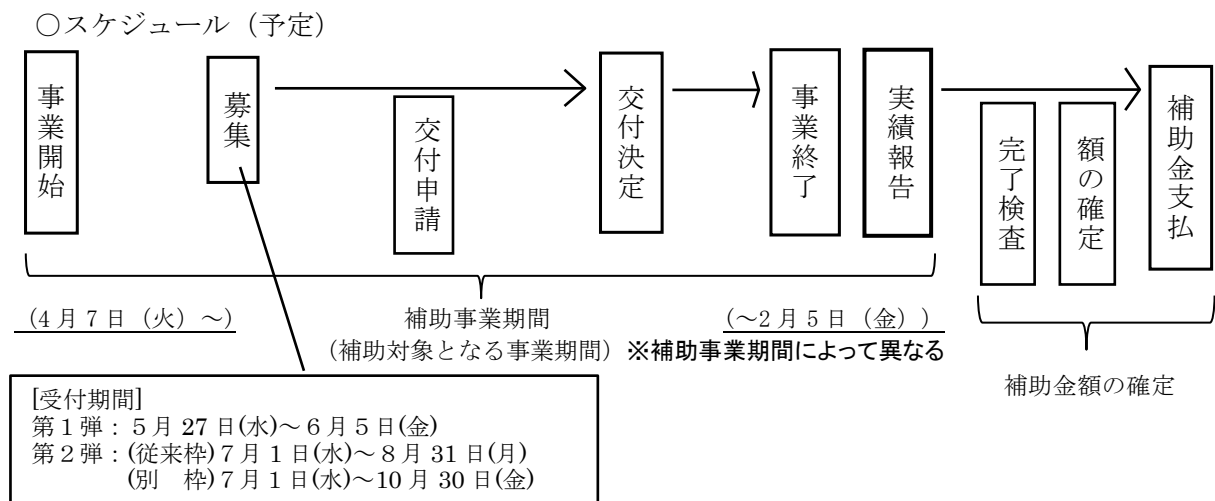 ○スケジュール（予定）
事業開始
募集
交付申請
交付決定
事業終了
実績報告
完了検査
額の確定
補助金支払
(4月7日（火）～)
補助事業期間
(～2月5日（金）)
（補助対象となる事業期間）※補助事業期間によって異なる
補助金額の確定
[受付期間]
第１弾：５月27日(水)～６月５日(金)
第２弾：(従来枠)７月１日(水)～８月31日(月)
(別　枠)７月１日(水)～10月30日(金)